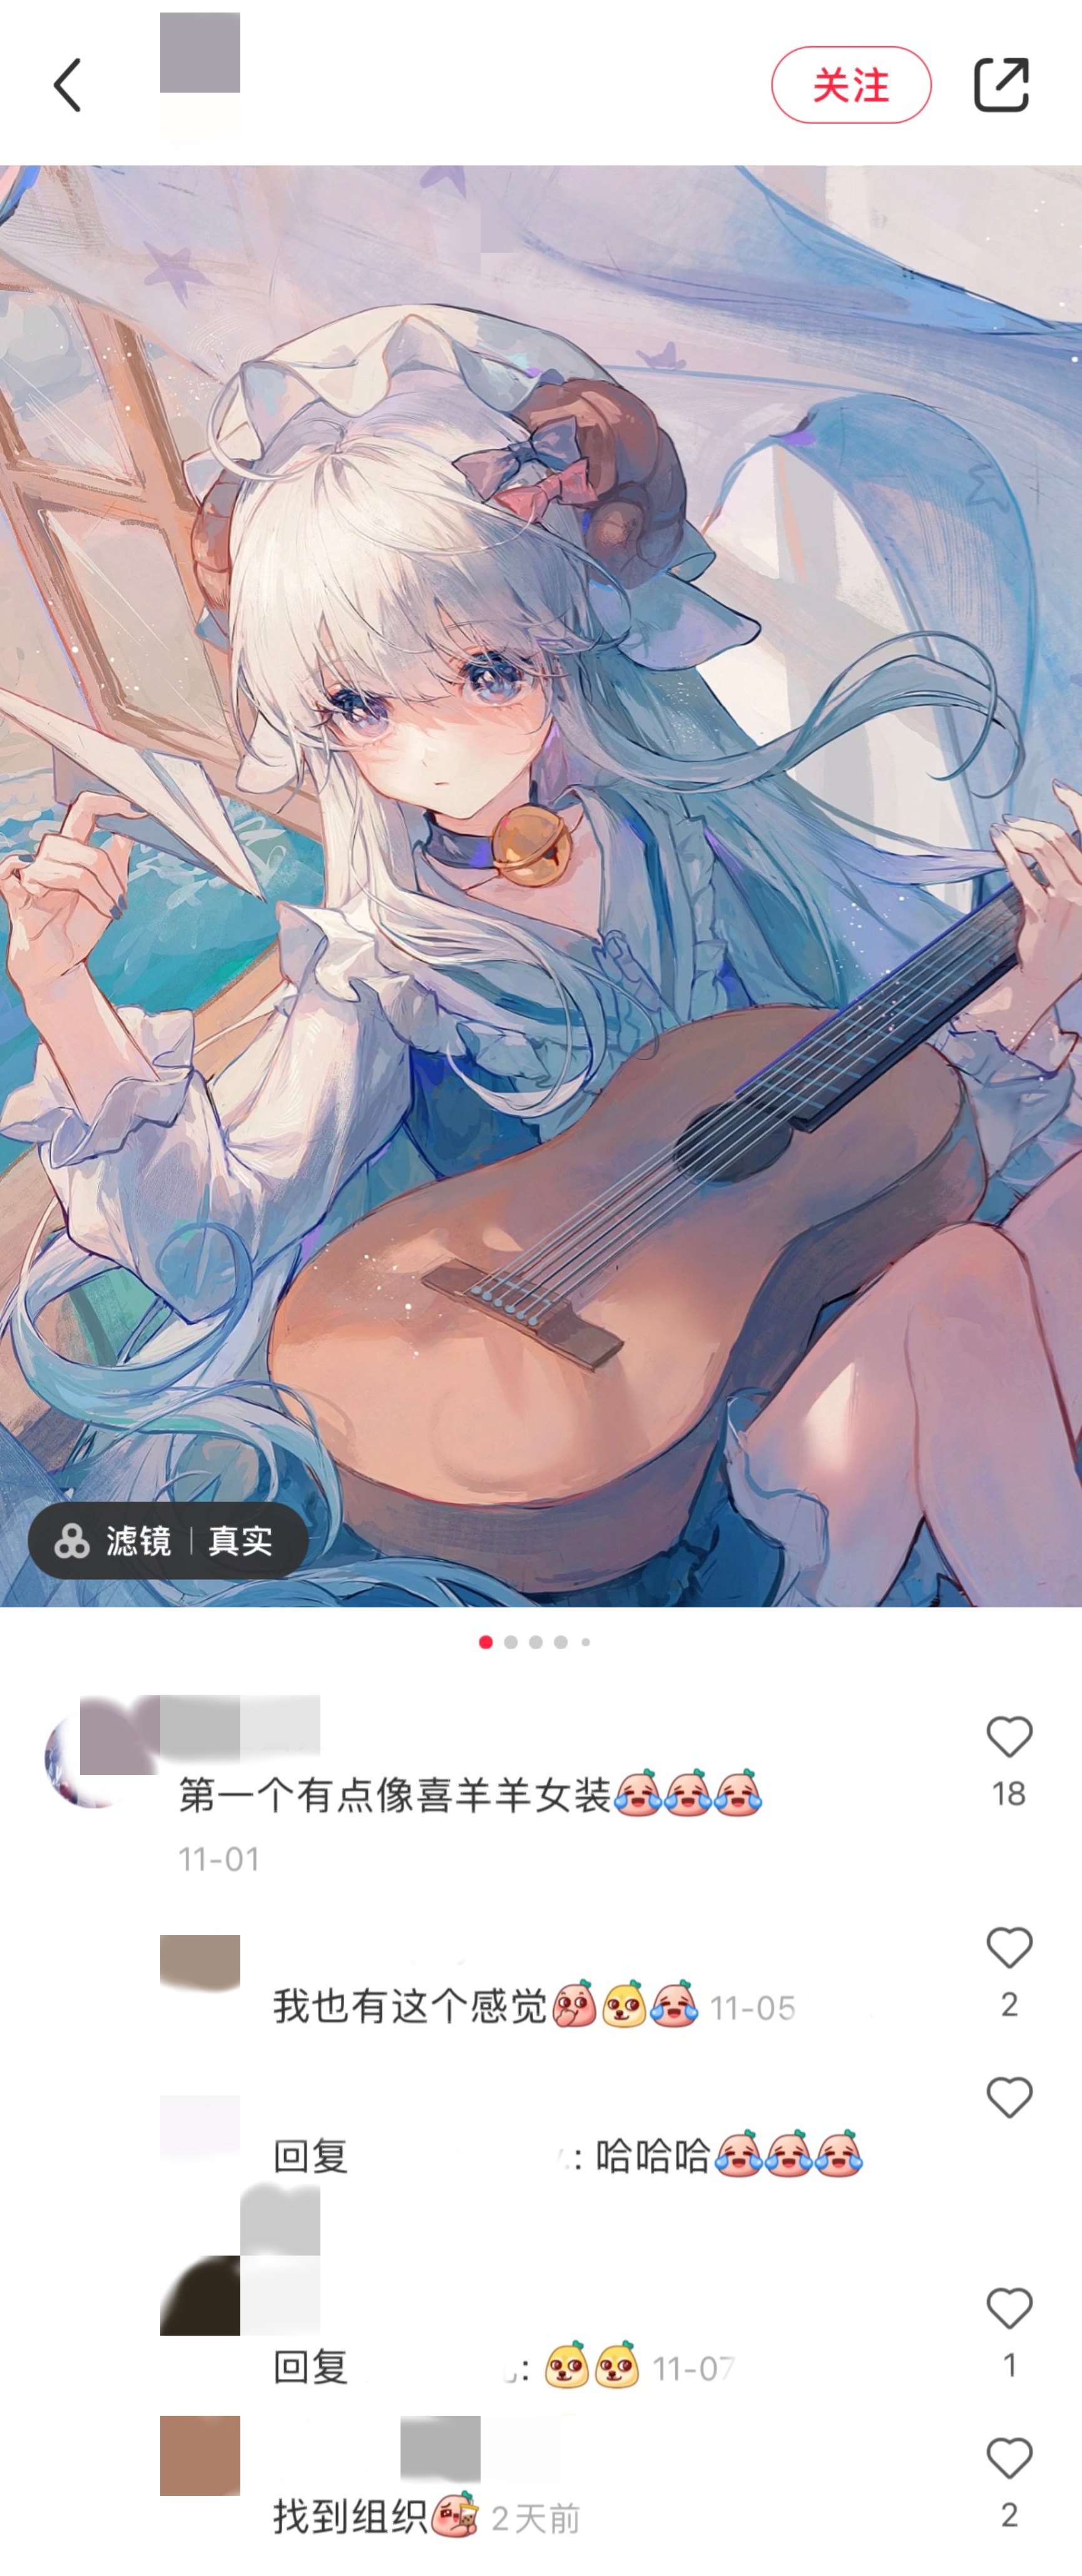 关注
滤镜 | 真实
第一个有点像喜羊羊女装
18
11-01
我也有这个感觉 11-05
2
回复 : 哈哈哈
回复 : 11-07
1
找到组织 2天前
2